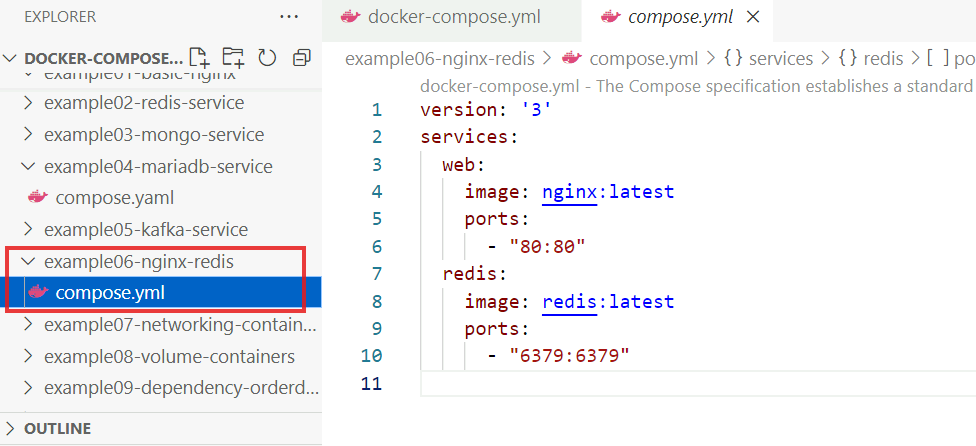 EXPLORER ...
DOCKER-COMPOSE...
example01-basic-nginx
example02-redis-service
example03-mongo-service
example04-mariadb-service
compose.yaml
example05-kafka-service
example06-nginx-redis
compose.yml
example07-networking-contain...
example08-volume-containers
example09-dependency-orderd...
OUTLINE
docker-compose.yml compose.yml
example06-nginx-redis > compose.yml > {} services > {} redis > [ ] po
docker-compose.yml - The Compose specification establishes a standard
1 version: '3'
2 services:
3 web:
4 image: nginx:latest
5 ports:
6 - "80:80"
7 redis:
8 image: redis:latest
9 ports:
10 - "6379:6379"
11